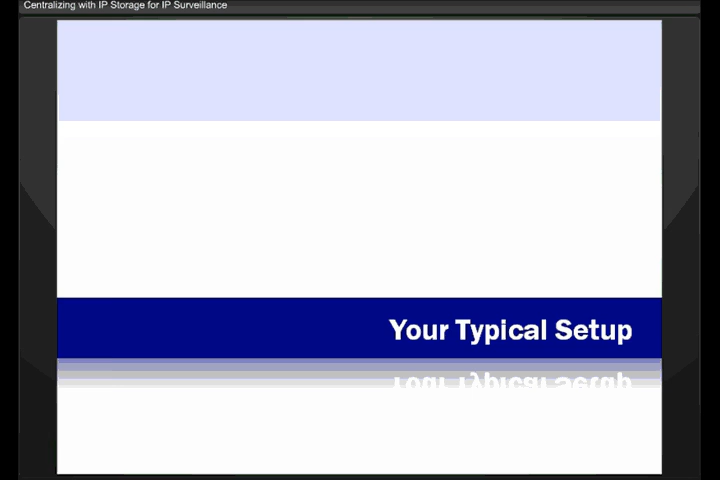 Centralizing with IP Storage for IP Surveillance
Your Typical Setup